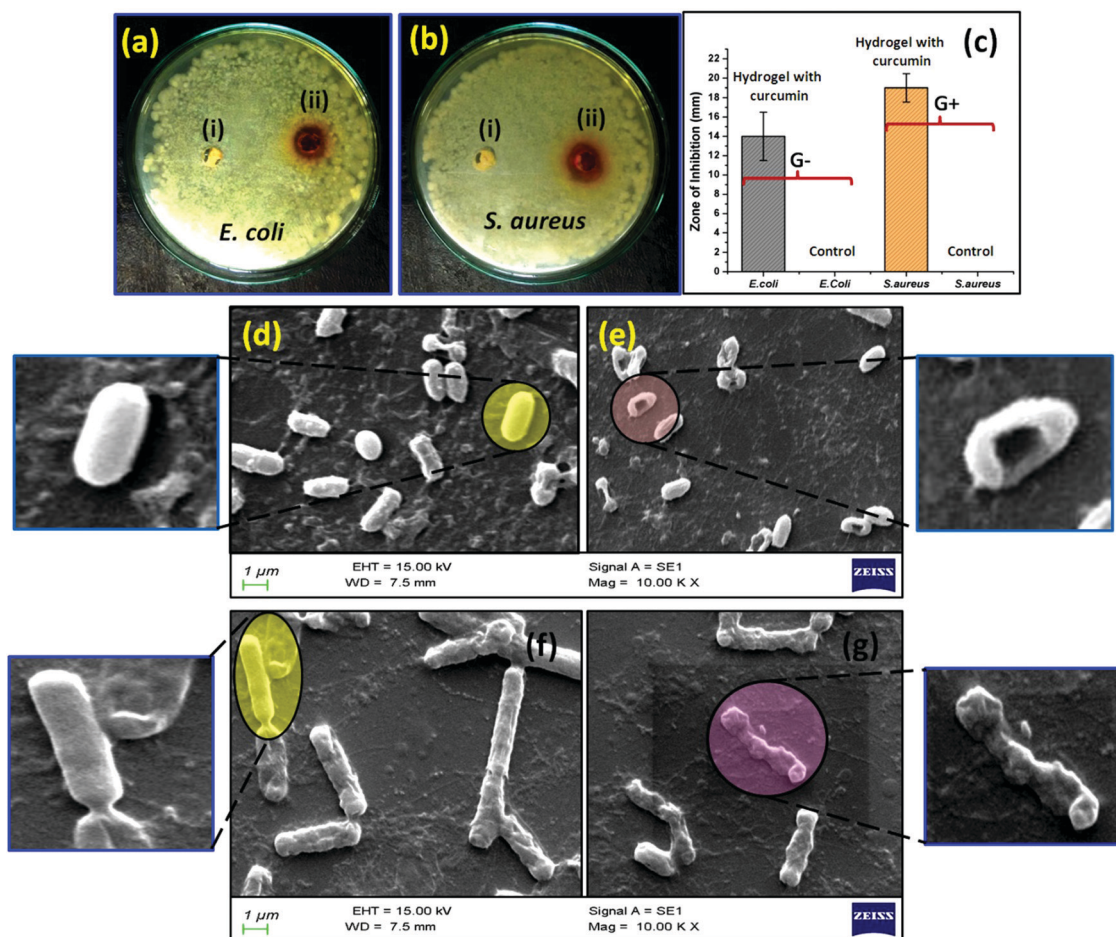 (a)
(i)
(ii)
E. coli
(b)
(i)
(ii)
S. aureus
(c)
Hydrogel with
curcumin
Hydrogel with
curcumin
G-
G+
Control
Control
Zone of Inhibition (mm)
22
20
18
16
14
12
10
8
6
4
2
0
E.coli
E.Coli
S.aureus
S.aureus
(d)
(e)
1 µm
EHT = 15.00 kV
WD = 7.5 mm
Signal A = SE1
Mag = 10.00 K X
ZEISS
(f)
(g)
1 µm
EHT = 15.00 kV
WD = 7.5 mm
Signal A = SE1
Mag = 10.00 K X
ZEISS